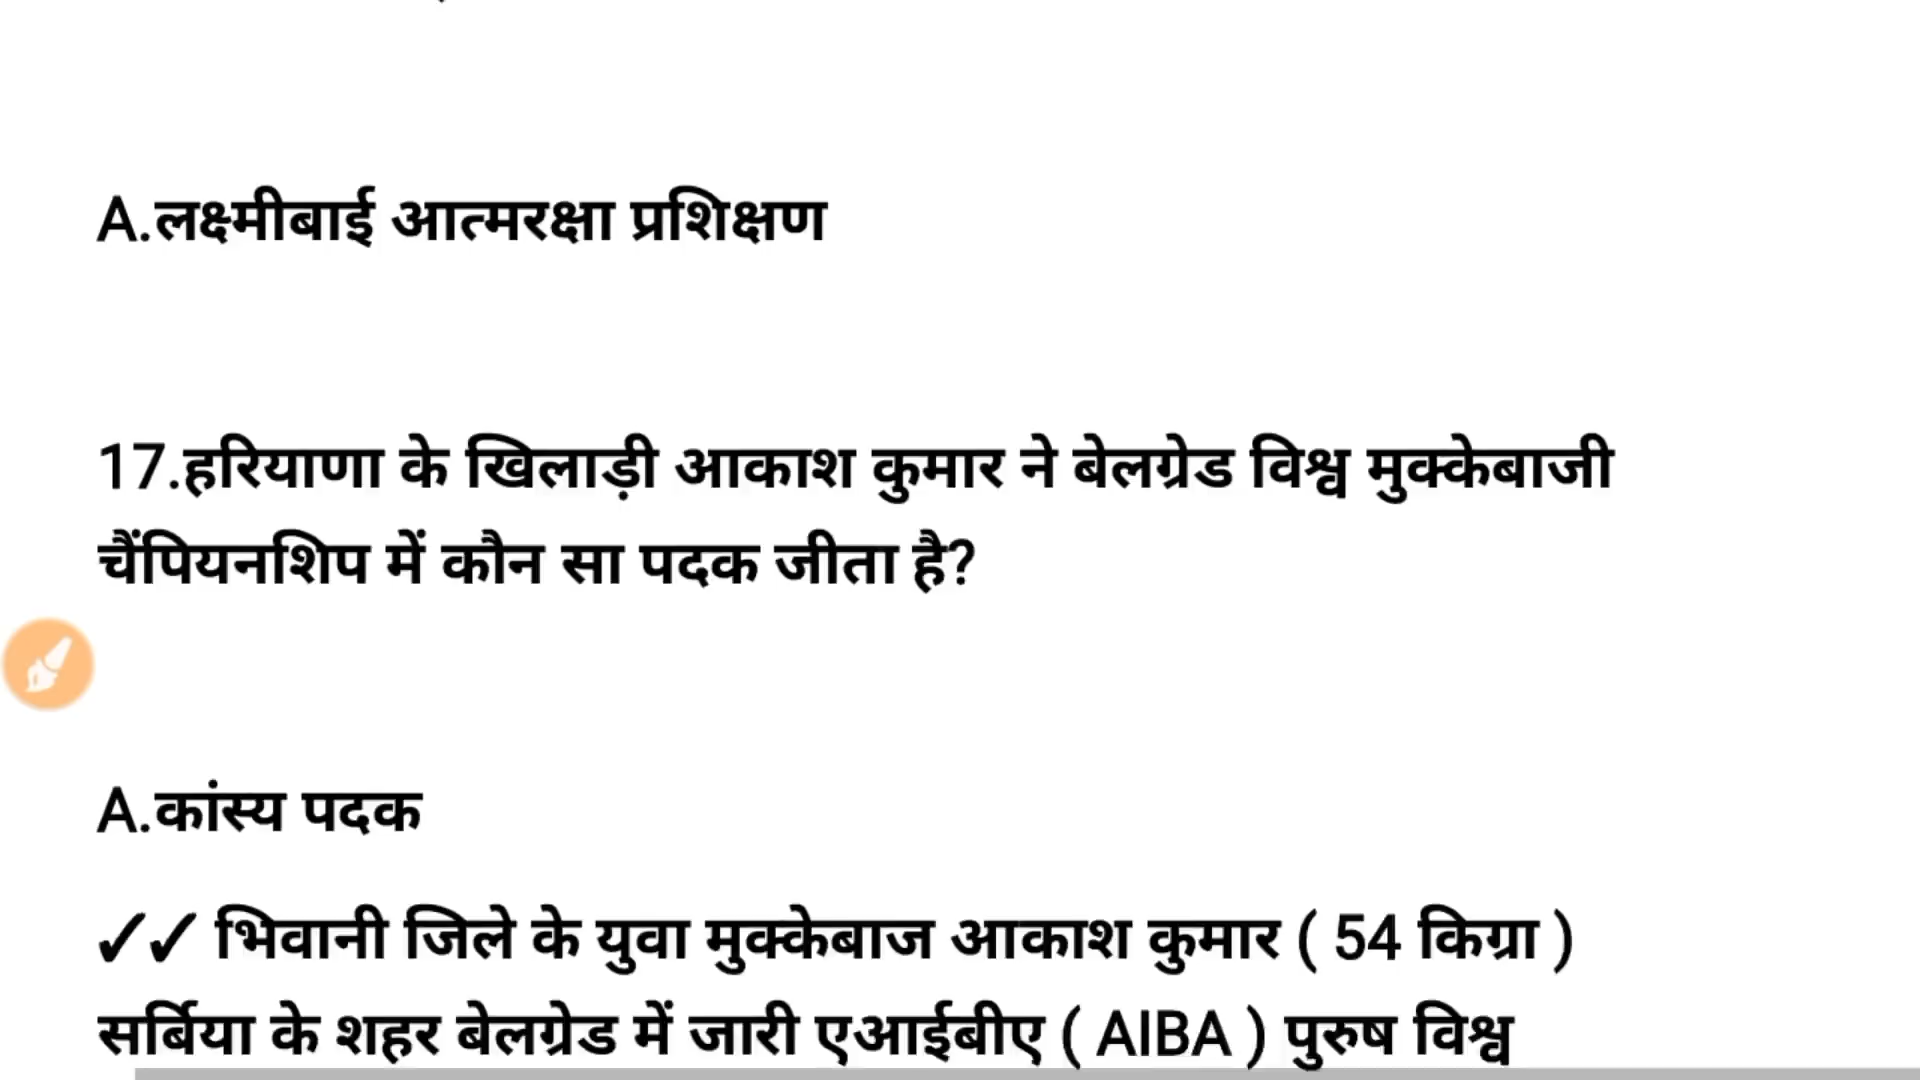 A.लक्ष्मीबाई आत्मरक्षा प्रशिक्षण
17.हरियाणा के खिलाड़ी आकाश कुमार ने बेलग्रेड विश्व मुक्केबाजी
चैंपियनशिप में कौन सा पदक जीता है?
A.कांस्य पदक
✓✓ भिवानी जिले के युवा मुक्केबाज आकाश कुमार ( 54 किग्रा )
सर्बिया के शहर बेलग्रेड में जारी एआईबीए ( AIBA ) पुरुष विश्व